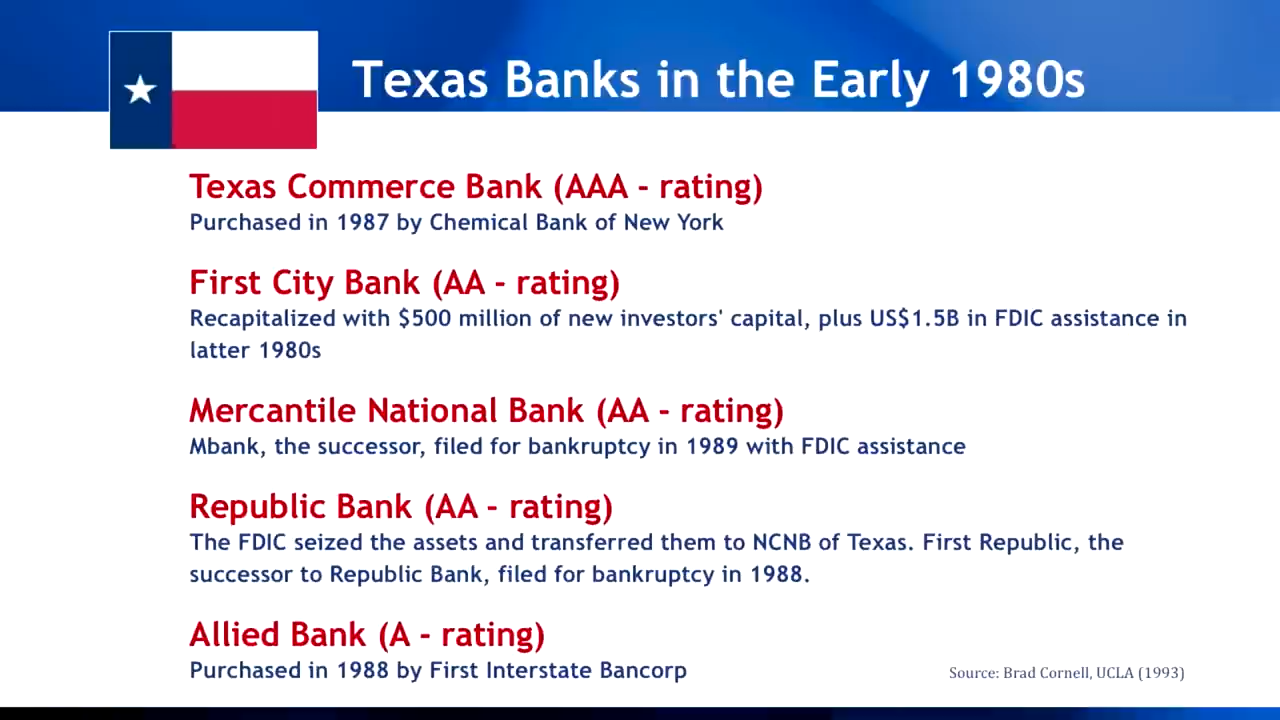 Texas Banks in the Early 1980s
Texas Commerce Bank (AAA - rating)
Purchased in 1987 by Chemical Bank of New York
First City Bank (AA - rating)
Recapitalized with $500 million of new investors' capital, plus US$1.5B in FDIC assistance in
latter 1980s
Mercantile National Bank (AA - rating)
Mbank, the successor, filed for bankruptcy in 1989 with FDIC assistance
Republic Bank (AA - rating)
The FDIC seized the assets and transferred them to NCNB of Texas. First Republic, the
successor to Republic Bank, filed for bankruptcy in 1988.
Allied Bank (A - rating)
Purchased in 1988 by First Interstate Bancorp
Source: Brad Cornell, UCLA (1993)